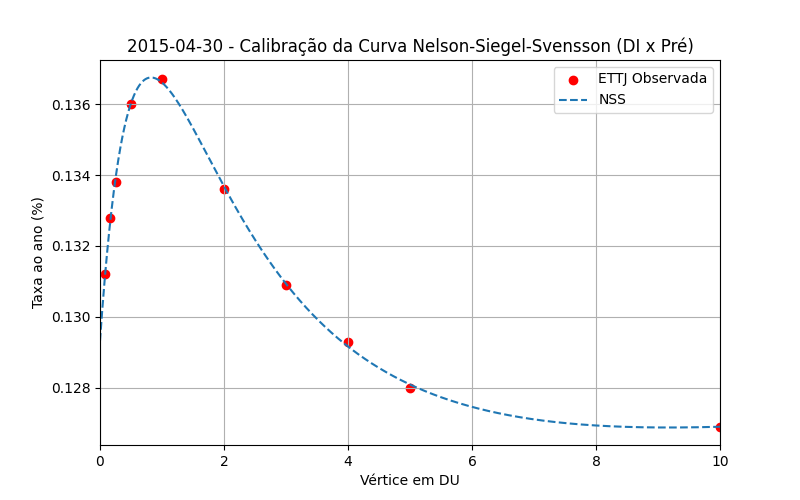 2015-04-30 - Calibração da Curva Nelson-Siegel-Svensson (DI x Pré)
ETTJ Observada
NSS
Taxa ao ano (%)
0.136
0.134
0.132
0.130
0.128
0 2 4 6 8 10
Vértice em DU